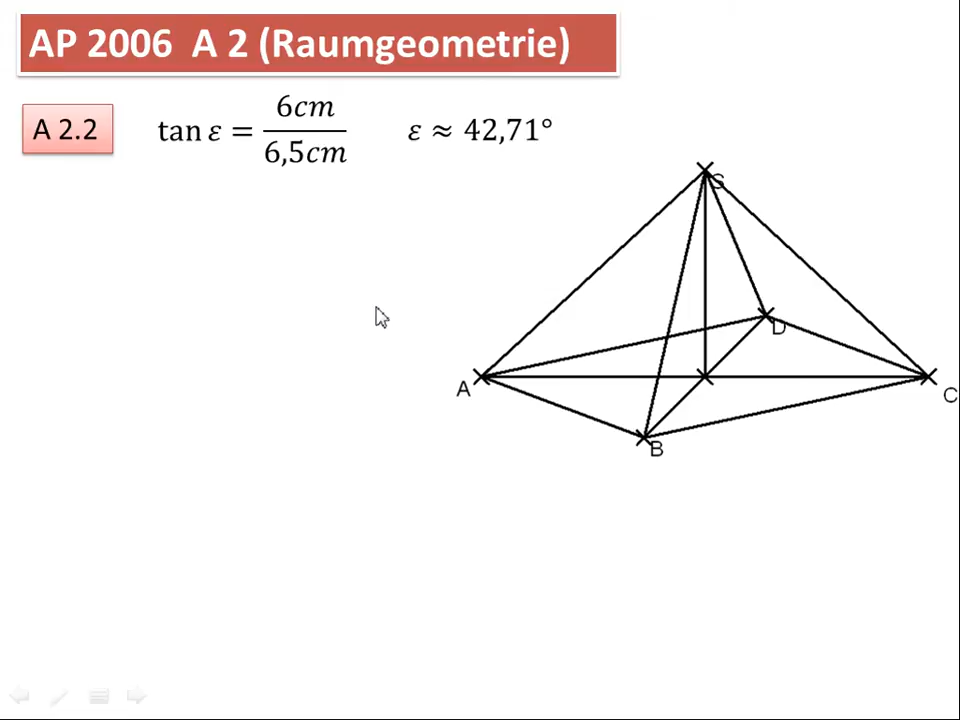 AP 2006 A 2 (Raumgeometrie)
A 2.2
tan ε = 6cm / 6,5cm
ε ≈ 42,71°
S
D
A
C
B